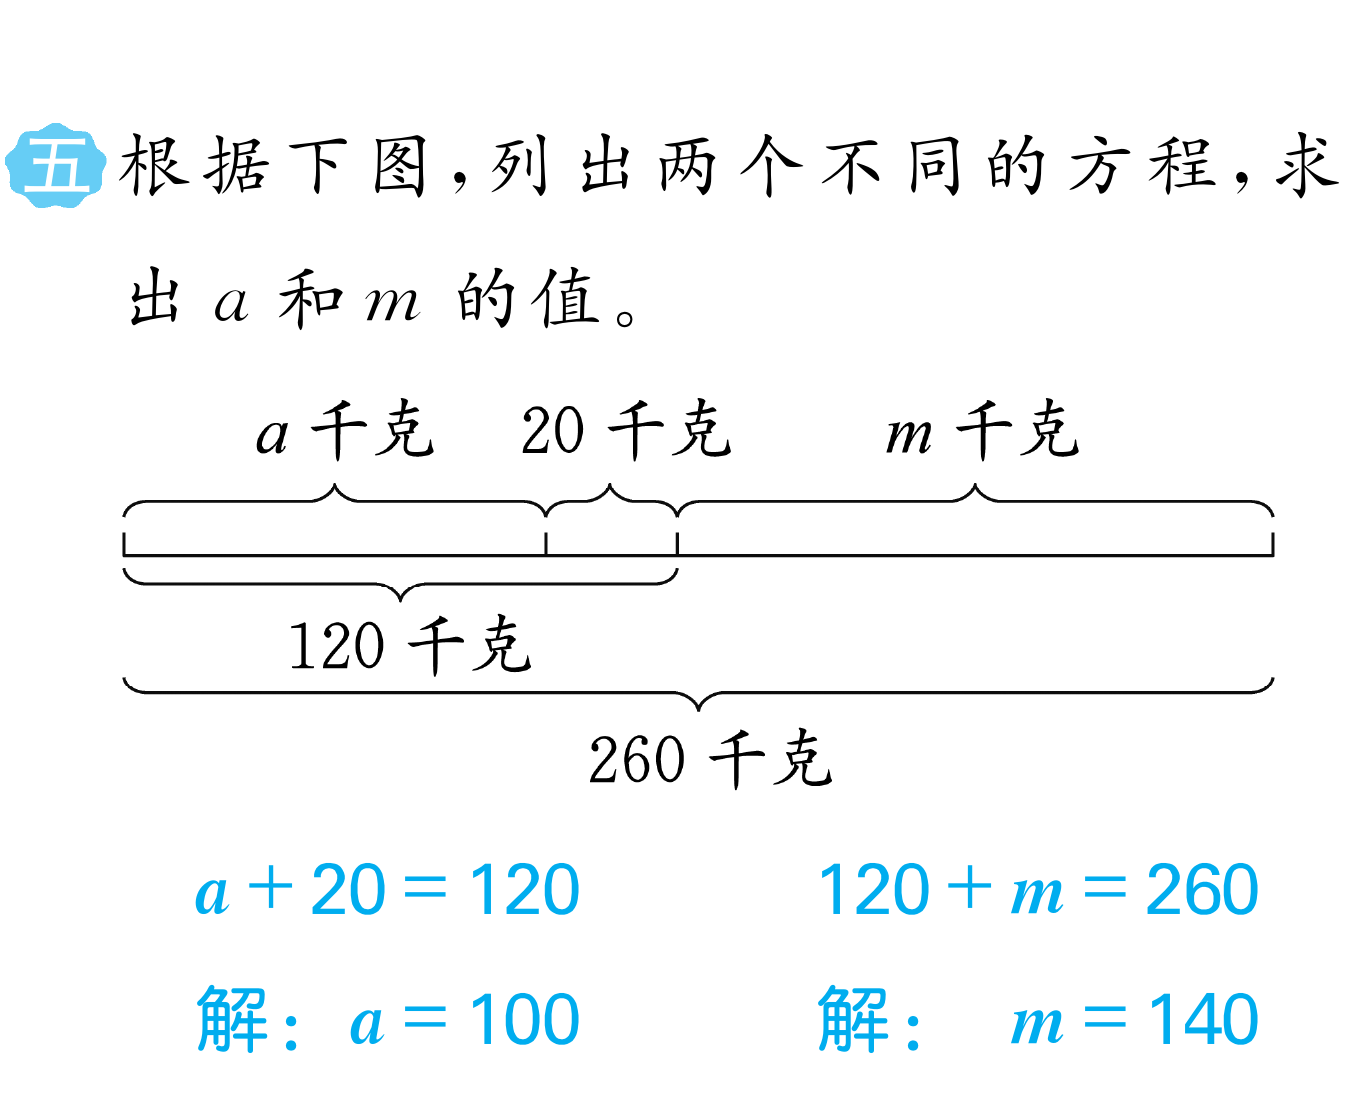 五 根据下图,列出两个不同的方程,求
出 a 和 m 的值。
a 千克 20 千克 m 千克
120 千克
260 千克
a + 20 = 120 120 + m = 260
解: a = 100 解: m = 140